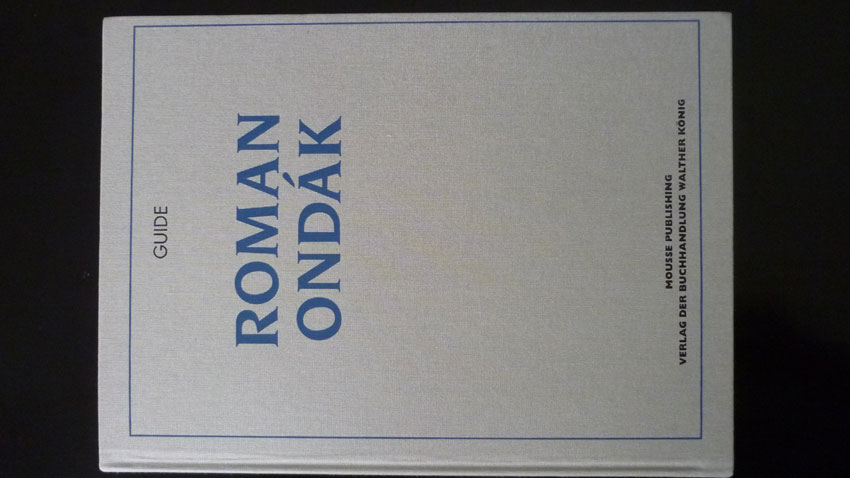 GUIDE
ROMAN
ONDÁK
MOUSSE PUBLISHING
VERLAG DER BUCHHANDLUNG WALTHER KÖNIG